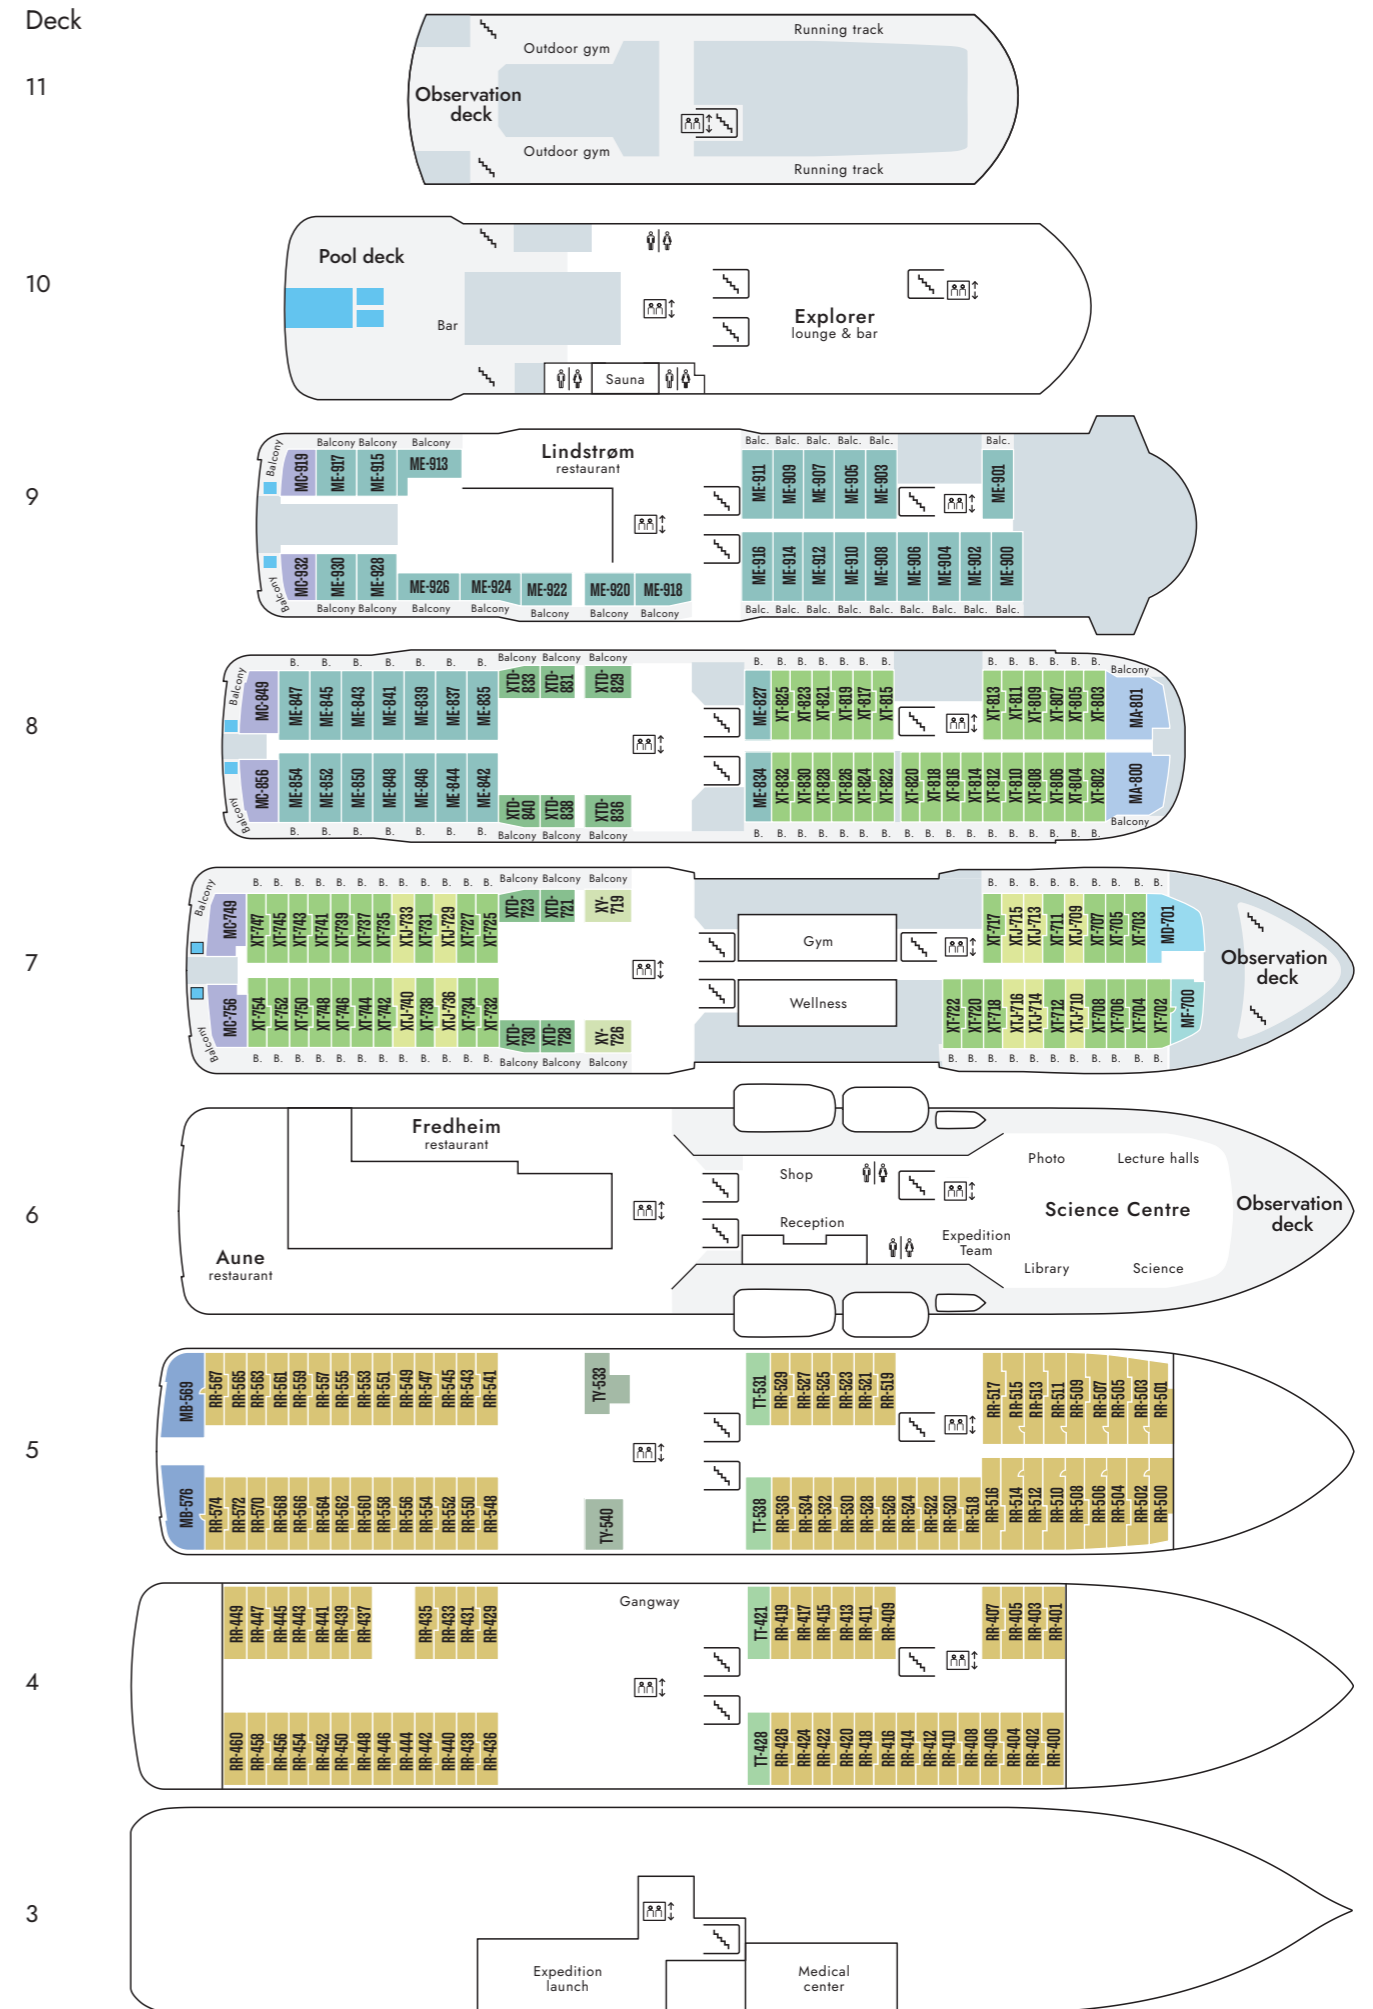 Deck
11
Running track
Outdoor gym
Observation
deck
Outdoor gym
Running track
10
Pool deck
Bar
Explorer
lounge & bar
Sauna
9
Balcony
Balcony Balcony Balcony
Lindstrøm
restaurant
Balc. Balc. Balc. Balc. Balc. Balc.
MC-919 ME-917 ME-915 ME-913
ME-911 ME-909 ME-907 ME-905 ME-903 ME-901
MC-932 ME-930 ME-928 ME-926 ME-924 ME-922 ME-920 ME-918
ME-916 ME-914 ME-912 ME-910 ME-908 ME-906 ME-904 ME-902 ME-900
Balcony
Balcony Balcony Balcony Balcony Balcony Balcony Balcony
Balc. Balc. Balc. Balc. Balc. Balc. Balc. Balc. Balc.
8
Balcony
B. B. B. B. B. B. B. Balcony Balcony Balcony
B. B. B. B. B. B. B. B. B. B. B. B. Balcony
MC-849 ME-847 ME-845 ME-843 ME-841 ME-839 ME-837 ME-835 XTD-833 XTD-831 XTD-829
ME-827 XT-825 XT-823 XT-821 XT-819 XT-817 XT-815 XT-813 XT-811 XT-809 XT-807 XT-805 XT-803 MA-801
MC-856 ME-854 ME-852 ME-850 ME-848 ME-846 ME-844 ME-842 XTD-840 XTD-838 XTD-836
ME-834 XT-832 XT-830 XT-828 XT-826 XT-824 XT-822 XT-820 XT-818 XT-816 XT-814 XT-812 XT-810 XT-808 XT-806 XT-804 XT-802 MA-800
Balcony
B. B. B. B. B. B. B. Balcony Balcony Balcony
B. B. B. B. B. B. B. B. B. B. B. B. B. B. B. B. B. Balcony
7
Balcony
B. B. B. B. B. B. B. B. B. B. B. B. Balcony Balcony Balcony
B. B. B. B. B. B. B. B. B.
MC-749 XT-747 XT-745 XT-743 XT-741 XT-739 XT-737 XT-735 XTJ-733 XT-731 XTJ-729 XT-727 XT-725 XTD-723 XTD-721 XY-719
Gym
XT-717 XTJ-715 XTJ-713 XT-711 XTJ-709 XT-707 XT-705 XT-703 MD-701
Observation
deck
MC-756 XT-754 XT-752 XT-750 XT-748 XT-746 XT-744 XT-742 XTJ-740 XT-738 XTJ-736 XT-734 XT-732 XTD-730 XTD-728 XY-726
Wellness
XT-722 XT-720 XT-718 XTJ-716 XTJ-714 XT-712 XTJ-710 XT-708 XT-706 XT-704 XT-702 MF-700
Balcony
B. B. B. B. B. B. B. B. B. B. B. B. Balcony Balcony Balcony
B. B. B. B. B. B. B. B. B. B. B.
6
Fredheim
restaurant
Aune
restaurant
Shop
Reception
Expedition
Team
Photo
Lecture halls
Science Centre
Library
Science
Observation
deck
5
MB-569 RR-567 RR-565 RR-563 RR-561 RR-559 RR-557 RR-555 RR-553 RR-551 RR-549 RR-547 RR-545 RR-543 RR-541 TY-533
TT-531 RR-529 RR-527 RR-525 RR-523 RR-521 RR-519 RR-517 RR-515 RR-513 RR-511 RR-509 RR-507 RR-505 RR-503 RR-501
MB-576 RR-574 RR-572 RR-570 RR-568 RR-566 RR-564 RR-562 RR-560 RR-558 RR-556 RR-554 RR-552 RR-550 RR-548 TY-540
TT-538 RR-536 RR-534 RR-532 RR-530 RR-528 RR-526 RR-524 RR-522 RR-520 RR-518 RR-516 RR-514 RR-512 RR-510 RR-508 RR-506 RR-504 RR-502 RR-500
4
RR-449 RR-447 RR-445 RR-443 RR-441 RR-439 RR-437 RR-435 RR-433 RR-431 RR-429
Gangway
TT-421 RR-419 RR-417 RR-415 RR-413 RR-411 RR-409 RR-407 RR-405 RR-403 RR-401
RR-460 RR-458 RR-456 RR-454 RR-452 RR-450 RR-448 RR-446 RR-444 RR-442 RR-440 RR-438 RR-436
TT-428 RR-426 RR-424 RR-422 RR-420 RR-418 RR-416 RR-414 RR-412 RR-410 RR-408 RR-406 RR-404 RR-402 RR-400
3
Expedition
launch
Medical
center